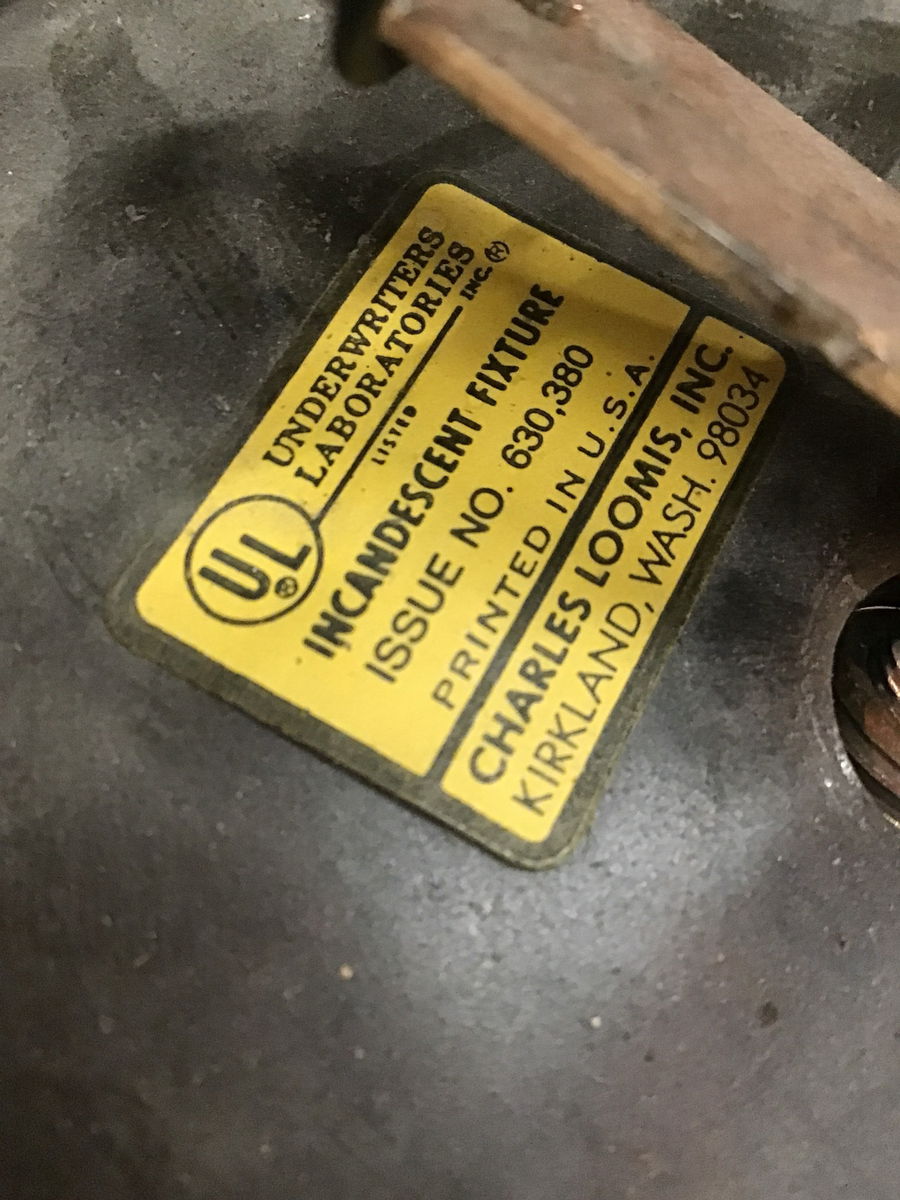 UNDERWRITERS
LABORATORIES
INC.®
UL®
LISTED
INCANDESCENT FIXTURE
ISSUE NO. 630,380
PRINTED IN U.S.A.
CHARLES LOOMIS, INC.
KIRKLAND, WASH. 98034